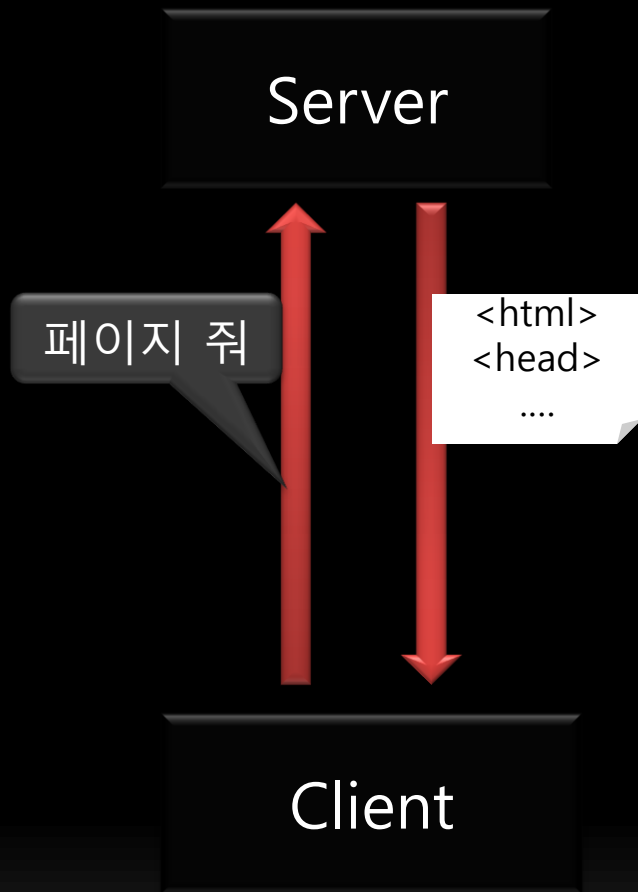 Server
페이지 줘
<html>
<head>
....
Client